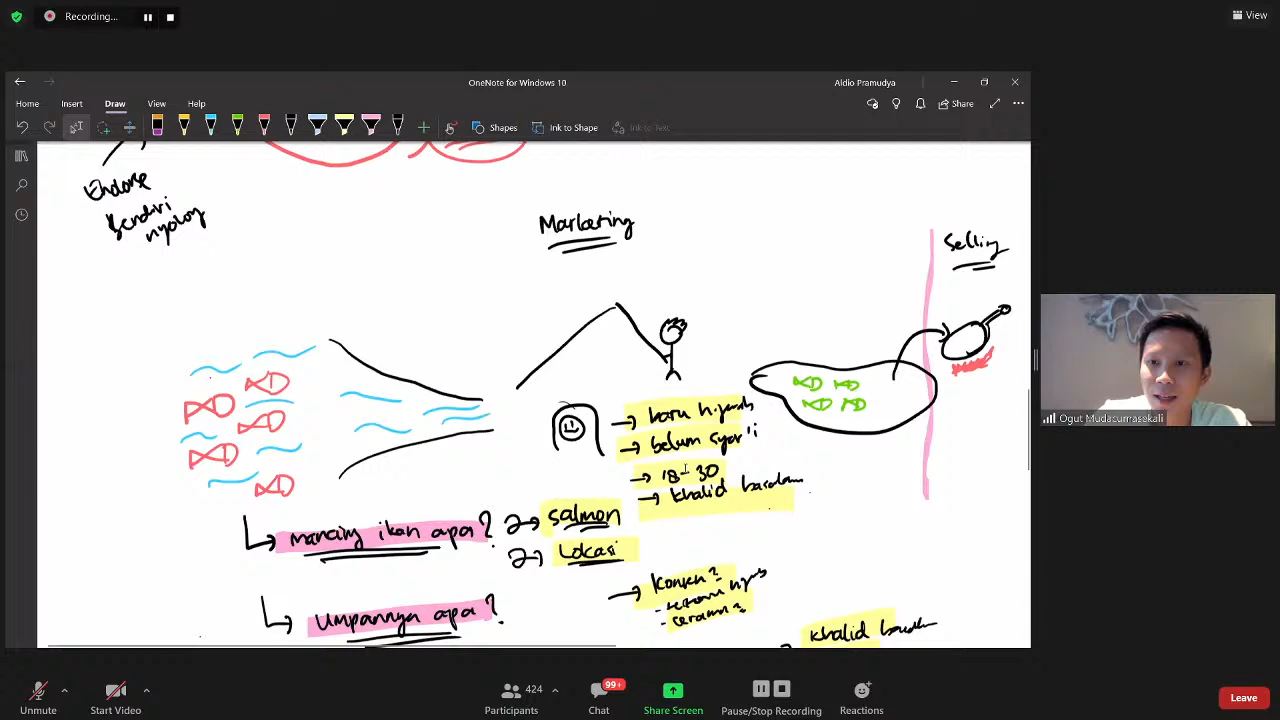 Recording...
View
OneNote for Windows 10
Aldio Pramudya
Home Insert Draw View Help
Share
Shapes
Ink to Shape
Ink to Text
Endorse
Sendiri
nyolong
Marketing
Selling
→ baru hijrah
→ belum syar'i
→ 18-30
→ khalid basalam
mancing ikan apa?
→ salmon
→ Lokasi
→ Konten?
- ceramah?
Umpannya apa?
khalid
Ogut Mudacumasekali
Unmute
Start Video
424
Participants
99+
Chat
Share Screen
Pause/Stop Recording
Reactions
Leave